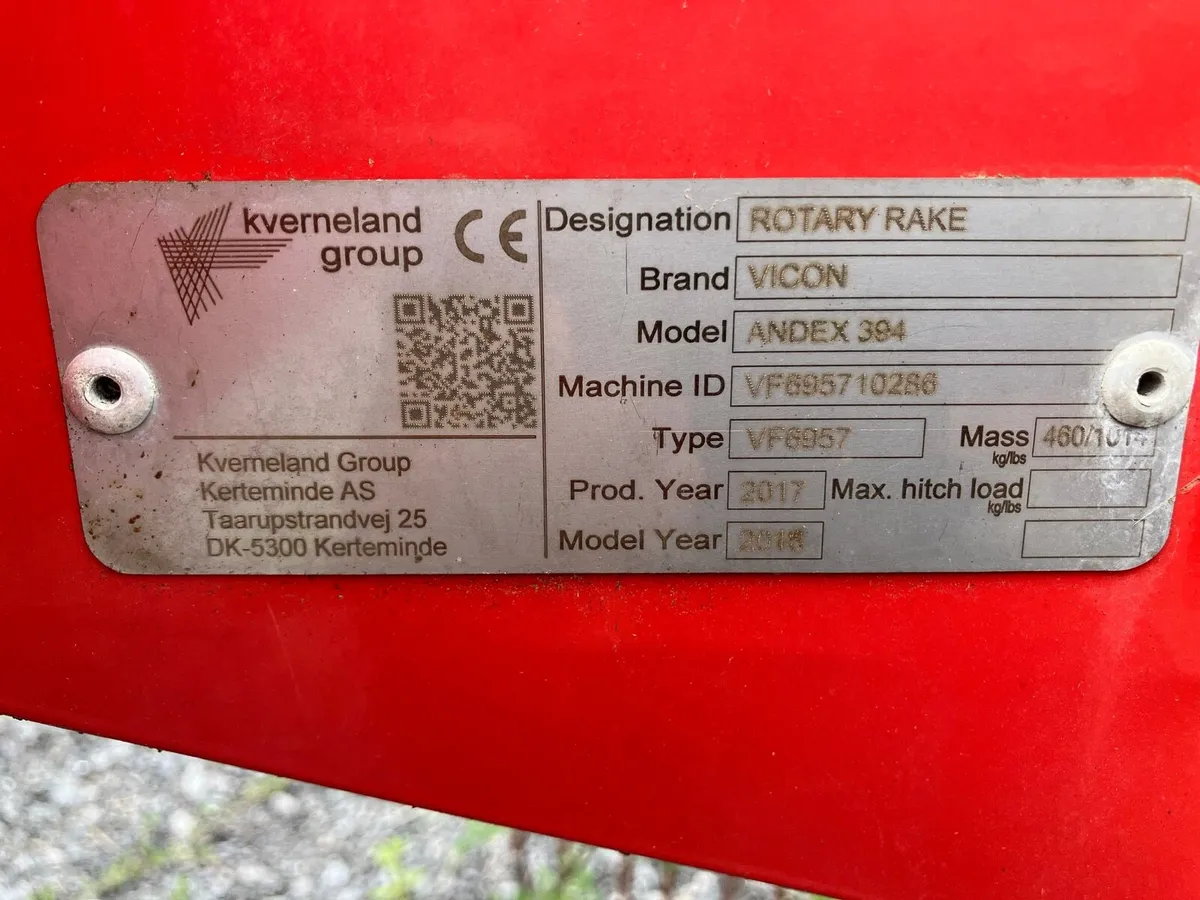 kverneland
group
CE
Kverneland Group
Kerteminde AS
Taarupstrandvej 25
DK-5300 Kerteminde
Designation ROTARY RAKE
Brand VICON
Model ANDEX 394
Machine ID VF695710286
Type VF6957 Mass kg/lbs 460/1014
Prod. Year 2017 Max. hitch load kg/lbs
Model Year 2018